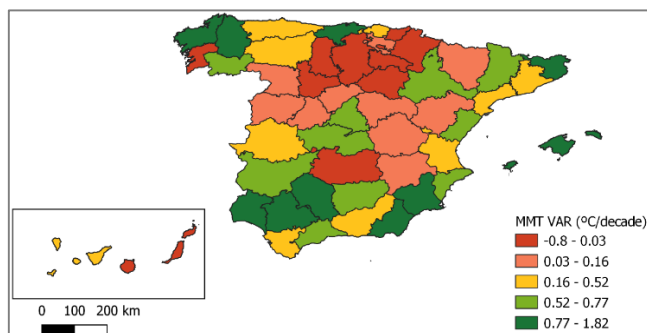 MMT VAR (ºC/decade)
-0.8 - 0.03
0.03 - 0.16
0.16 - 0.52
0.52 - 0.77
0.77 - 1.82
0 100 200 km